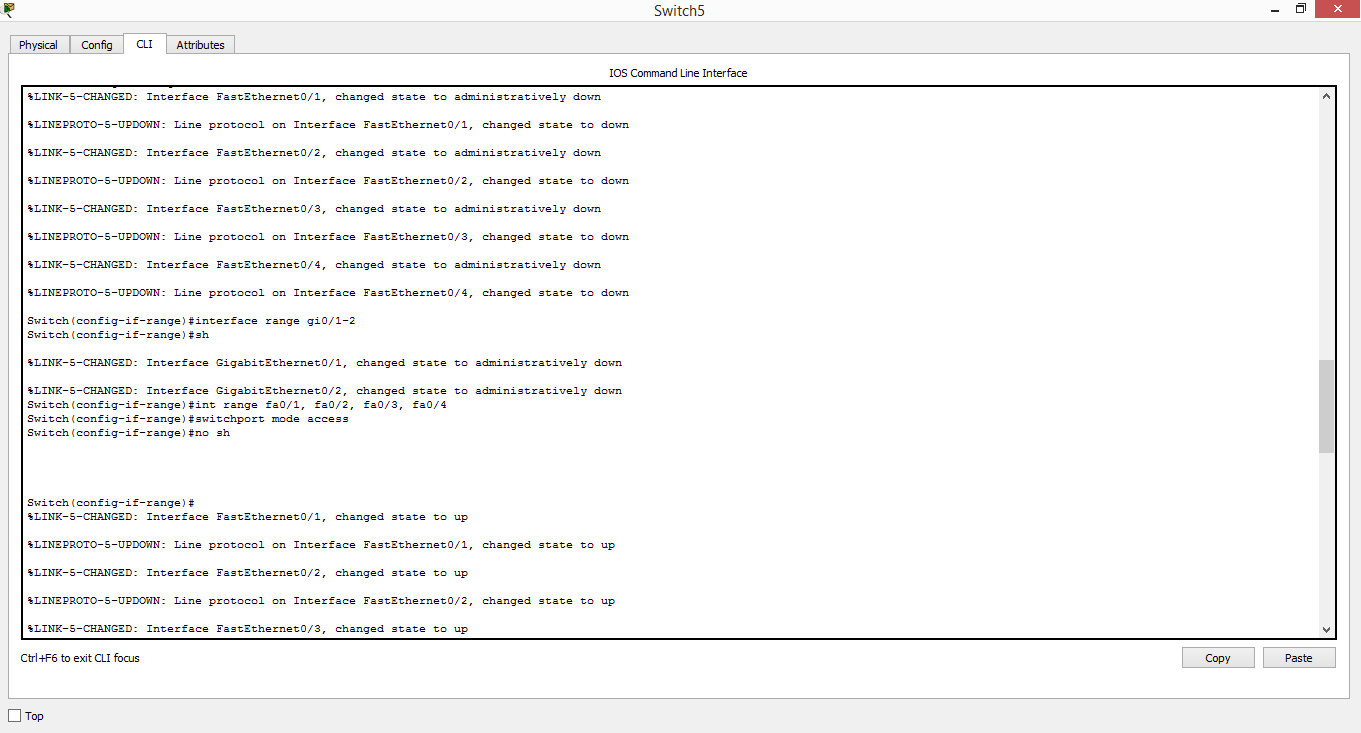 Switch5
Physical Config CLI Attributes
IOS Command Line Interface
%LINK-5-CHANGED: Interface FastEthernet0/1, changed state to administratively down
%LINEPROTO-5-UPDOWN: Line protocol on Interface FastEthernet0/1, changed state to down
%LINK-5-CHANGED: Interface FastEthernet0/2, changed state to administratively down
%LINEPROTO-5-UPDOWN: Line protocol on Interface FastEthernet0/2, changed state to down
%LINK-5-CHANGED: Interface FastEthernet0/3, changed state to administratively down
%LINEPROTO-5-UPDOWN: Line protocol on Interface FastEthernet0/3, changed state to down
%LINK-5-CHANGED: Interface FastEthernet0/4, changed state to administratively down
%LINEPROTO-5-UPDOWN: Line protocol on Interface FastEthernet0/4, changed state to down
Switch(config-if-range)#interface range gi0/1-2
Switch(config-if-range)#sh
%LINK-5-CHANGED: Interface GigabitEthernet0/1, changed state to administratively down
%LINK-5-CHANGED: Interface GigabitEthernet0/2, changed state to administratively down
Switch(config-if-range)#int range fa0/1, fa0/2, fa0/3, fa0/4
Switch(config-if-range)#switchport mode access
Switch(config-if-range)#no sh
Switch(config-if-range)#
%LINK-5-CHANGED: Interface FastEthernet0/1, changed state to up
%LINEPROTO-5-UPDOWN: Line protocol on Interface FastEthernet0/1, changed state to up
%LINK-5-CHANGED: Interface FastEthernet0/2, changed state to up
%LINEPROTO-5-UPDOWN: Line protocol on Interface FastEthernet0/2, changed state to up
%LINK-5-CHANGED: Interface FastEthernet0/3, changed state to up
Ctrl+F6 to exit CLI focus
Copy Paste
Top